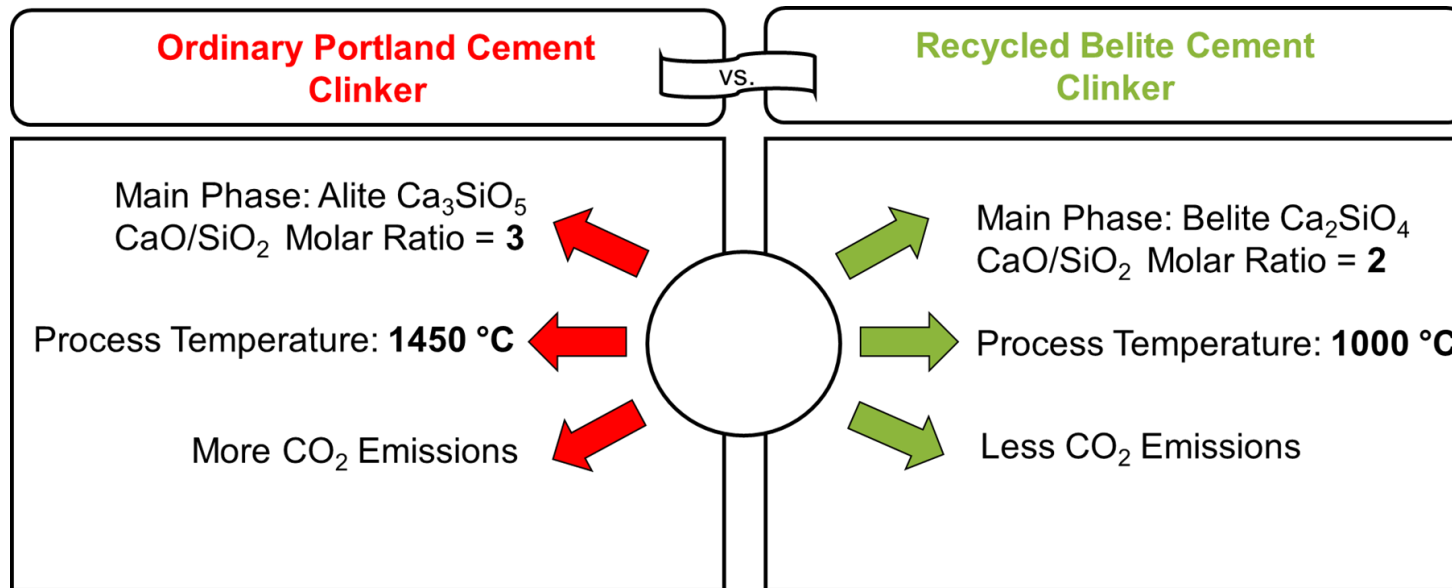 Ordinary Portland Cement
Clinker
vs.
Recycled Belite Cement
Clinker
Main Phase: Alite Ca₃SiO₅
CaO/SiO₂ Molar Ratio = 3
Process Temperature: 1450 °C
More CO₂ Emissions
Main Phase: Belite Ca₂SiO₄
CaO/SiO₂ Molar Ratio = 2
Process Temperature: 1000 °C
Less CO₂ Emissions